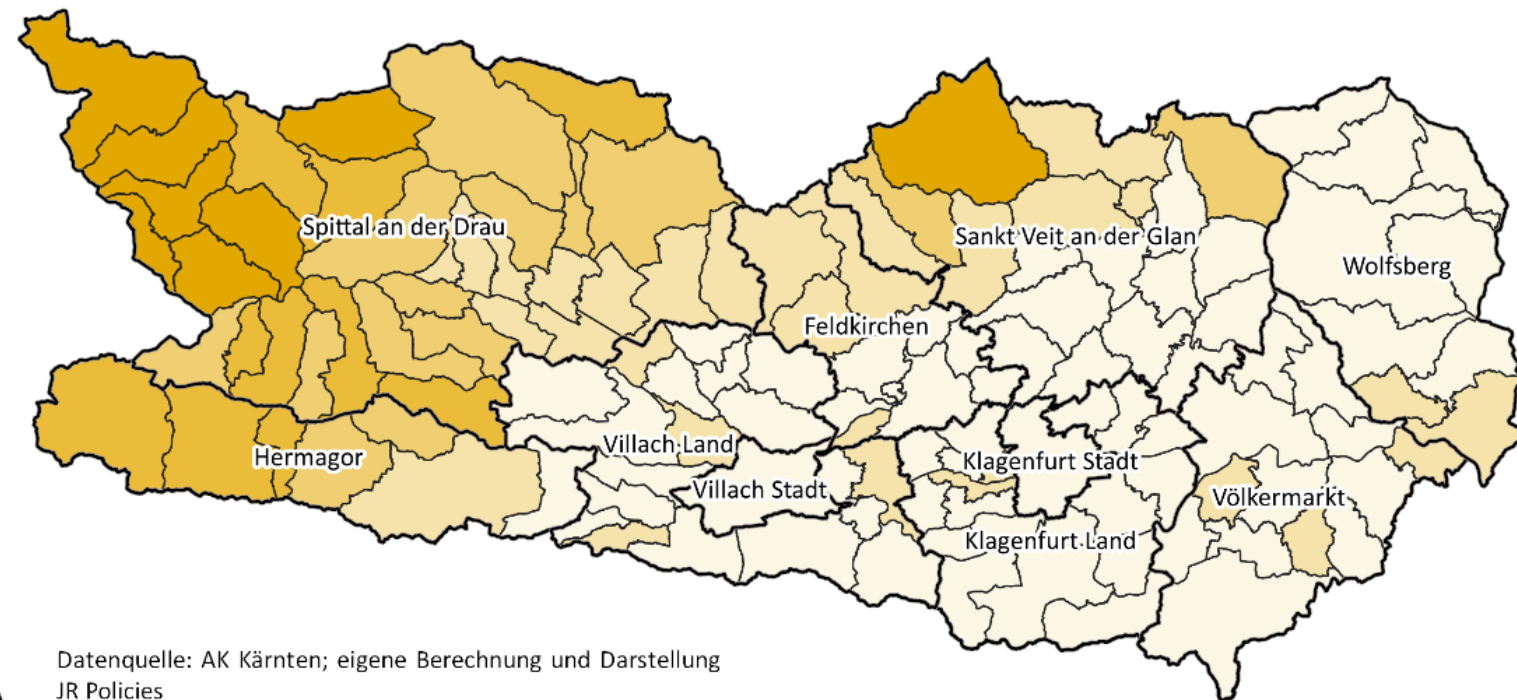 Spittal an der Drau
Sankt Veit an der Glan
Wolfsberg
Feldkirchen
Hermagor
Villach Land
Klagenfurt Stadt
Villach Stadt
Völkermarkt
Klagenfurt Land
Datenquelle: AK Kärnten; eigene Berechnung und Darstellung
JR Policies